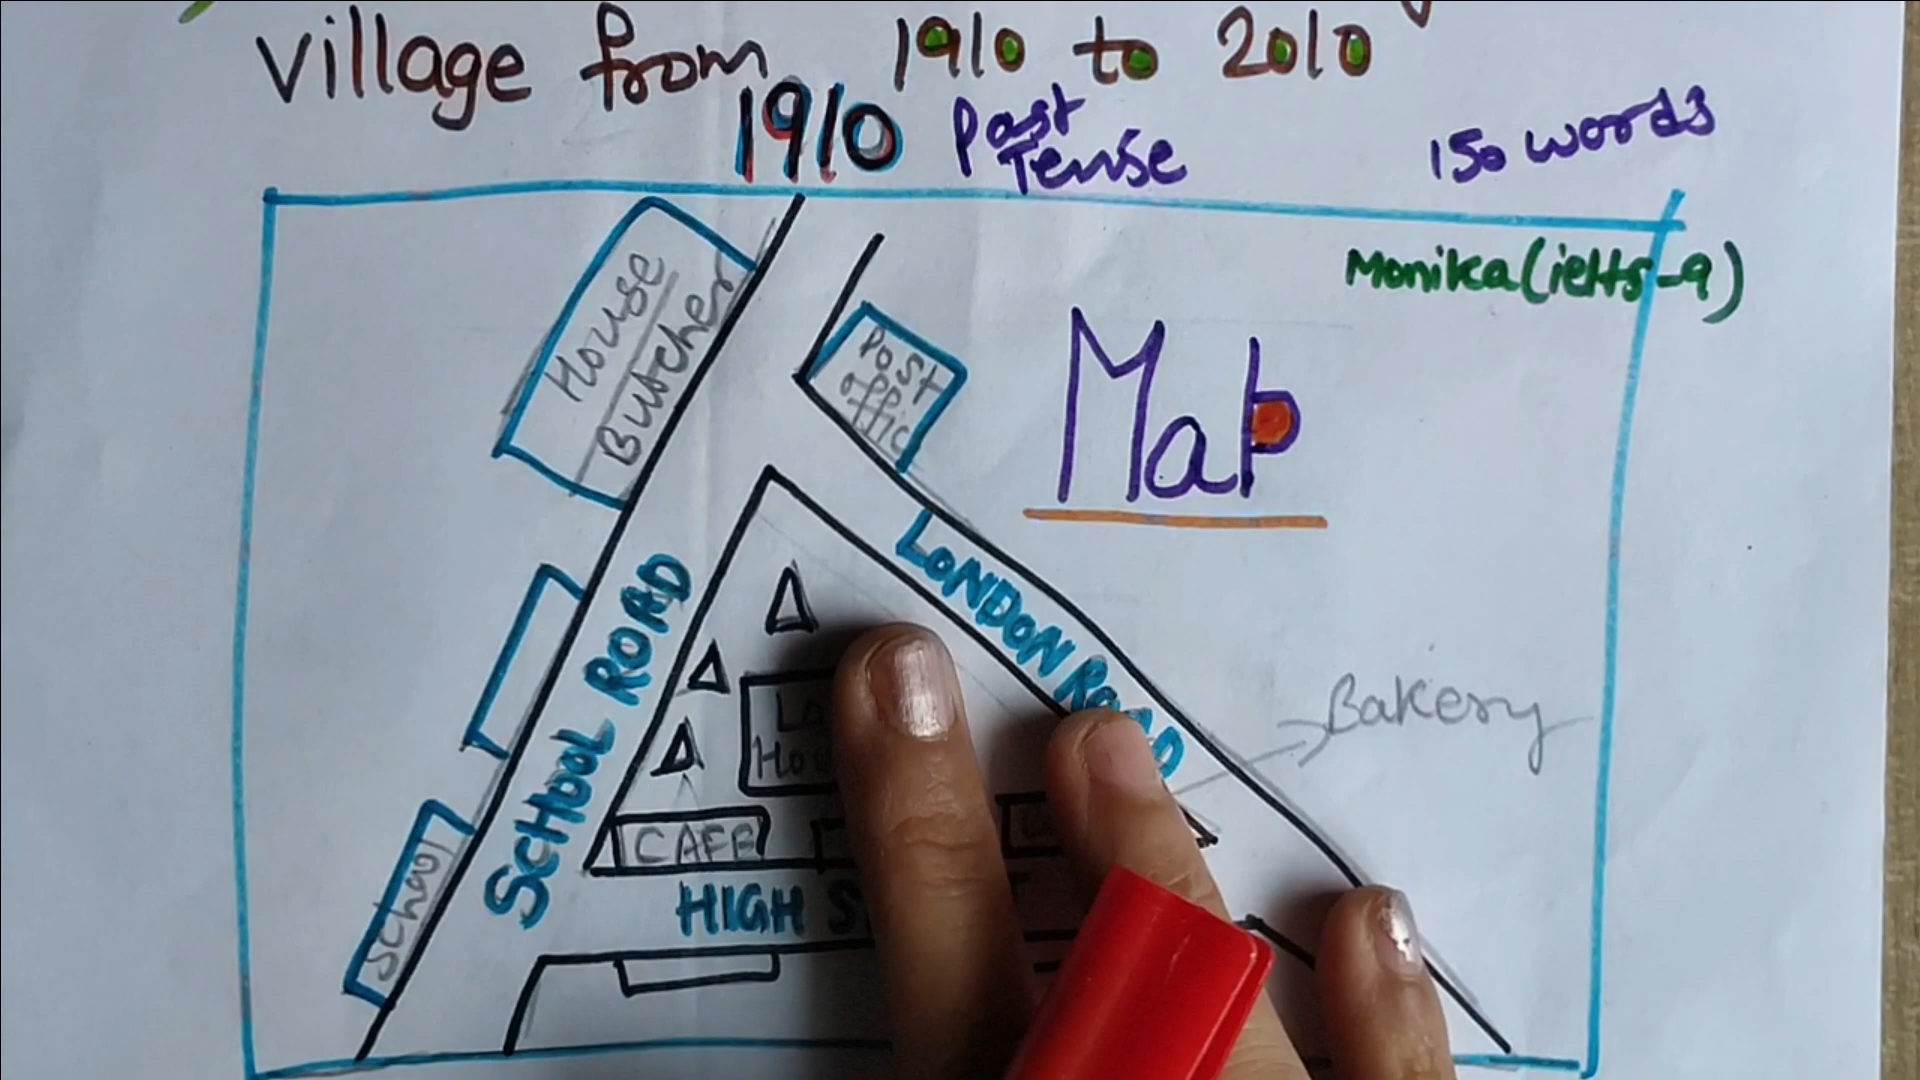 village from 1910 to 2010
1910 Past Tense
150 words
Monika (ielts-9)
House
Butcher
Post
offic
Map
LONDON ROAD
SCHOOL ROAD
Bakery
CAFE
HIGH
School